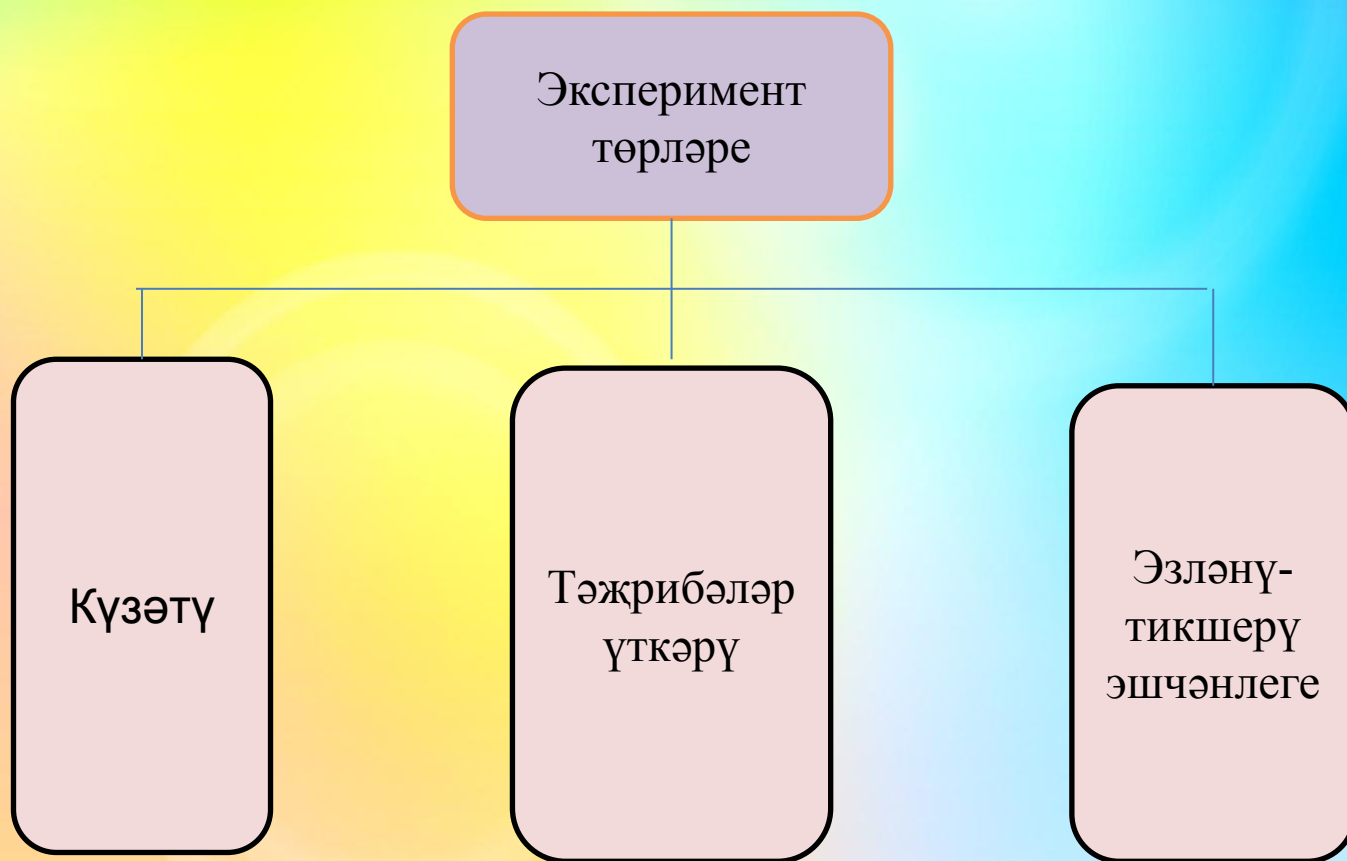 Эксперимент
төрләре
Күзәтү
Тәҗрибәләр
үткәрү
Эзләнү-
тикшерү
эшчәнлеге